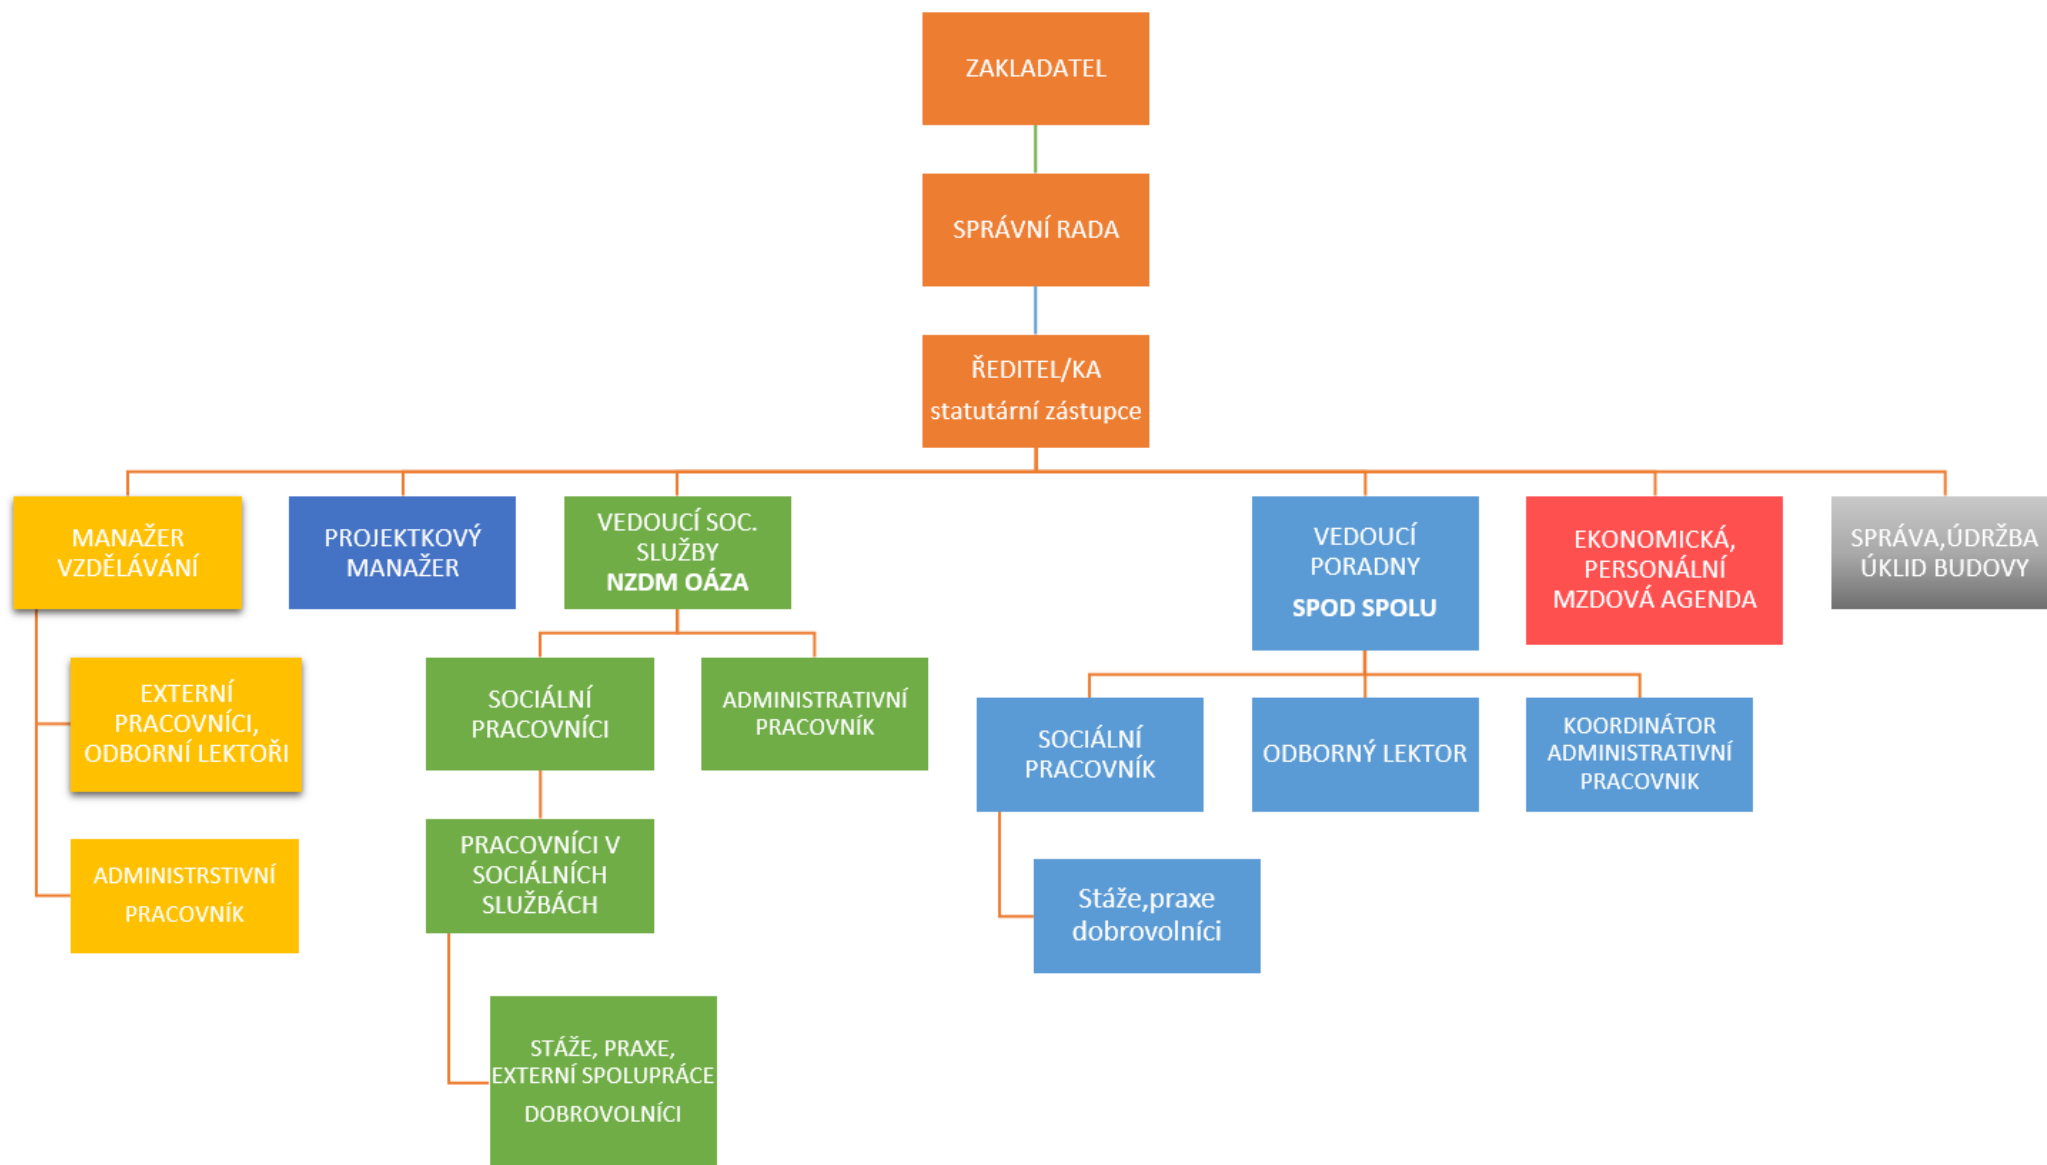 ZAKLADATEL
SPRÁVNÍ RADA
ŘEDITEL/KA
statutární zástupce
MANAŽER
VZDĚLÁVÁNÍ
PROJEKTKOVÝ
MANAŽER
VEDOUCÍ SOC.
SLUŽBY
NZDM OÁZA
VEDOUCÍ
PORADNY
SPOD SPOLU
EKONOMICKÁ,
PERSONÁLNÍ
MZDOVÁ AGENDA
SPRÁVA,ÚDRŽBA
ÚKLID BUDOVY
EXTERNÍ
PRACOVNÍCI,
ODBORNÍ LEKTOŘI
ADMINISTRSTIVNÍ
PRACOVNÍK
SOCIÁLNÍ
PRACOVNÍCI
ADMINISTRATIVNÍ
PRACOVNÍK
PRACOVNÍCI V
SOCIÁLNÍCH
SLUŽBÁCH
STÁŽE, PRAXE,
EXTERNÍ SPOLUPRÁCE
DOBROVOLNÍCI
SOCIÁLNÍ
PRACOVNÍK
ODBORNÝ LEKTOR
KOORDINÁTOR
ADMINISTRATIVNÍ
PRACOVNIK
Stáže,praxe
dobrovolníci